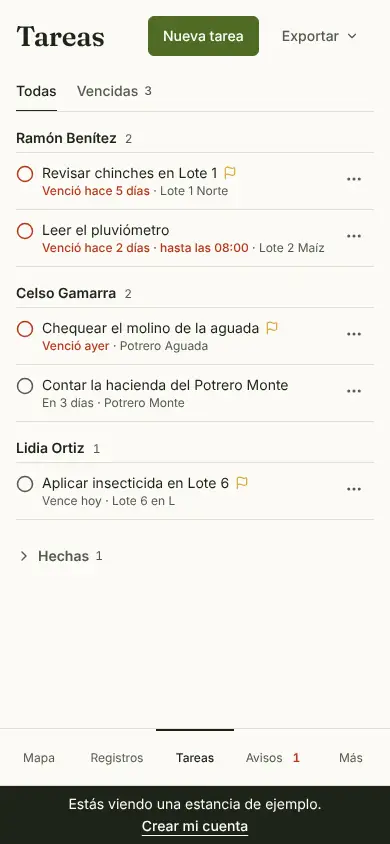 Tareas
Nueva tarea
Exportar
Todas
Vencidas 3
Ramón Benítez 2
Revisar chinches en Lote 1
Venció hace 5 días · Lote 1 Norte
Leer el pluviómetro
Venció hace 2 días · hasta las 08:00 · Lote 2 Maíz
Celso Gamarra 2
Chequear el molino de la aguada
Venció ayer · Potrero Aguada
Contar la hacienda del Potrero Monte
En 3 días · Potrero Monte
Lidia Ortiz 1
Aplicar insecticida en Lote 6
Vence hoy · Lote 6 en L
Hechas 1
Mapa
Registros
Tareas
Avisos 1
Más
Estás viendo una estancia de ejemplo.
Crear mi cuenta